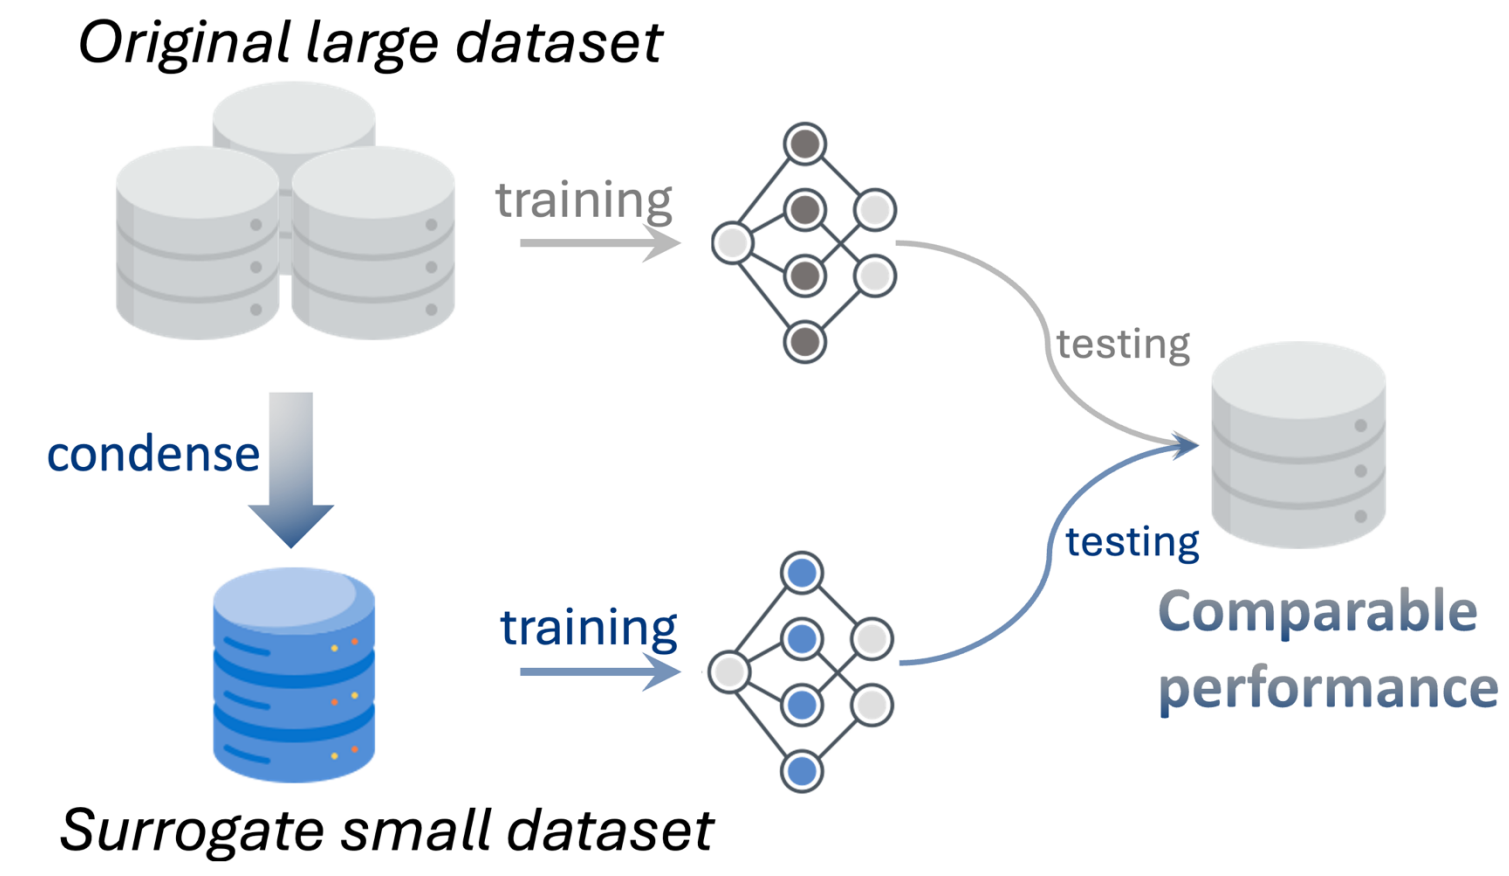 Original large dataset
training
testing
condense
testing
Comparable
performance
training
Surrogate small dataset